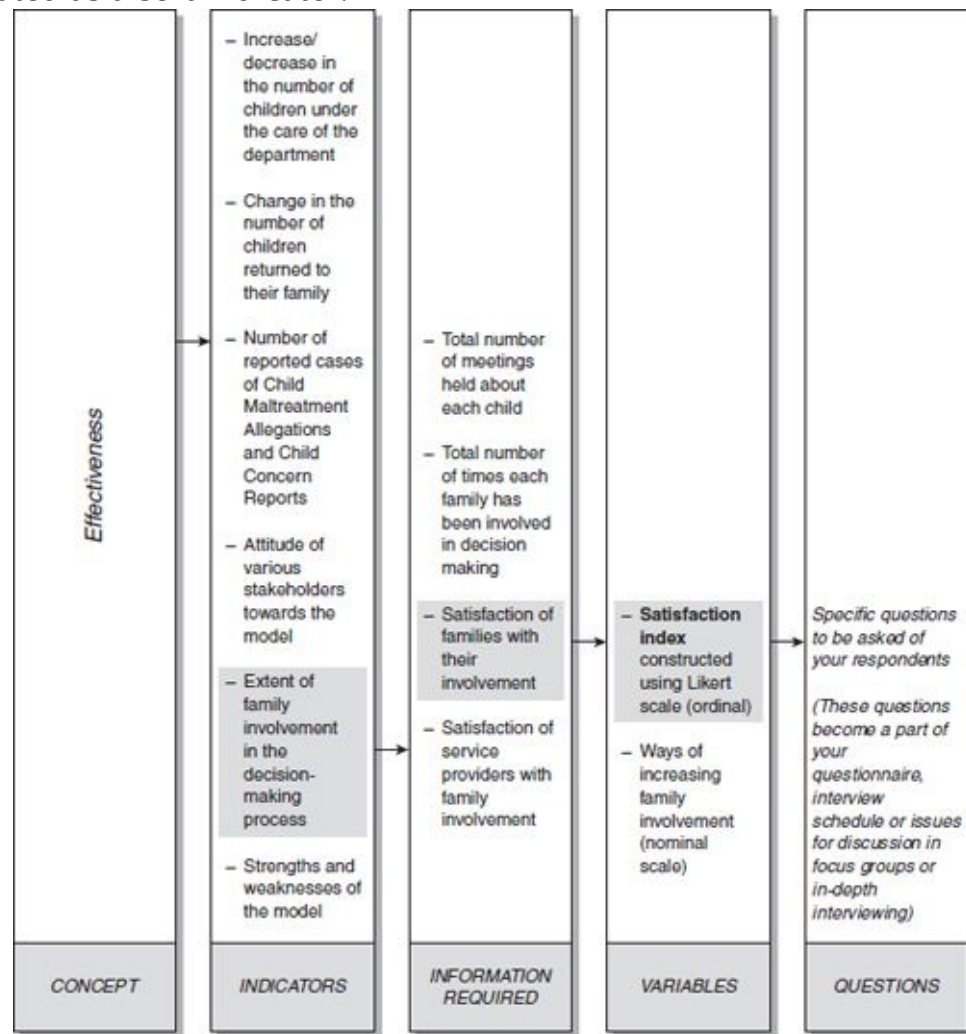 Effectiveness
– Increase/
decrease in
the number of
children under
the care of the
department
– Change in the
number of
children
returned to
their family
– Number of
reported cases
of Child
Maltreatment
Allegations
and Child
Concern
Reports
– Attitude of
various
stakeholders
towards the
model
– Extent of
family
involvement
in the
decision-
making
process
– Strengths and
weaknesses of
the model
– Total number
of meetings
held about
each child
– Total number
of times each
family has
been involved
in decision
making
– Satisfaction of
families with
their
involvement
– Satisfaction of
service
providers with
family
involvement
– Satisfaction
index
constructed
using Likert
scale (ordinal)
– Ways of
increasing
family
involvement
(nominal
scale)
Specific questions
to be asked of
your respondents
(These questions
become a part of
your
questionnaire,
interview
schedule or issues
for discussion in
focus groups or
in-depth
interviewing)
CONCEPT
INDICATORS
INFORMATION
REQUIRED
VARIABLES
QUESTIONS